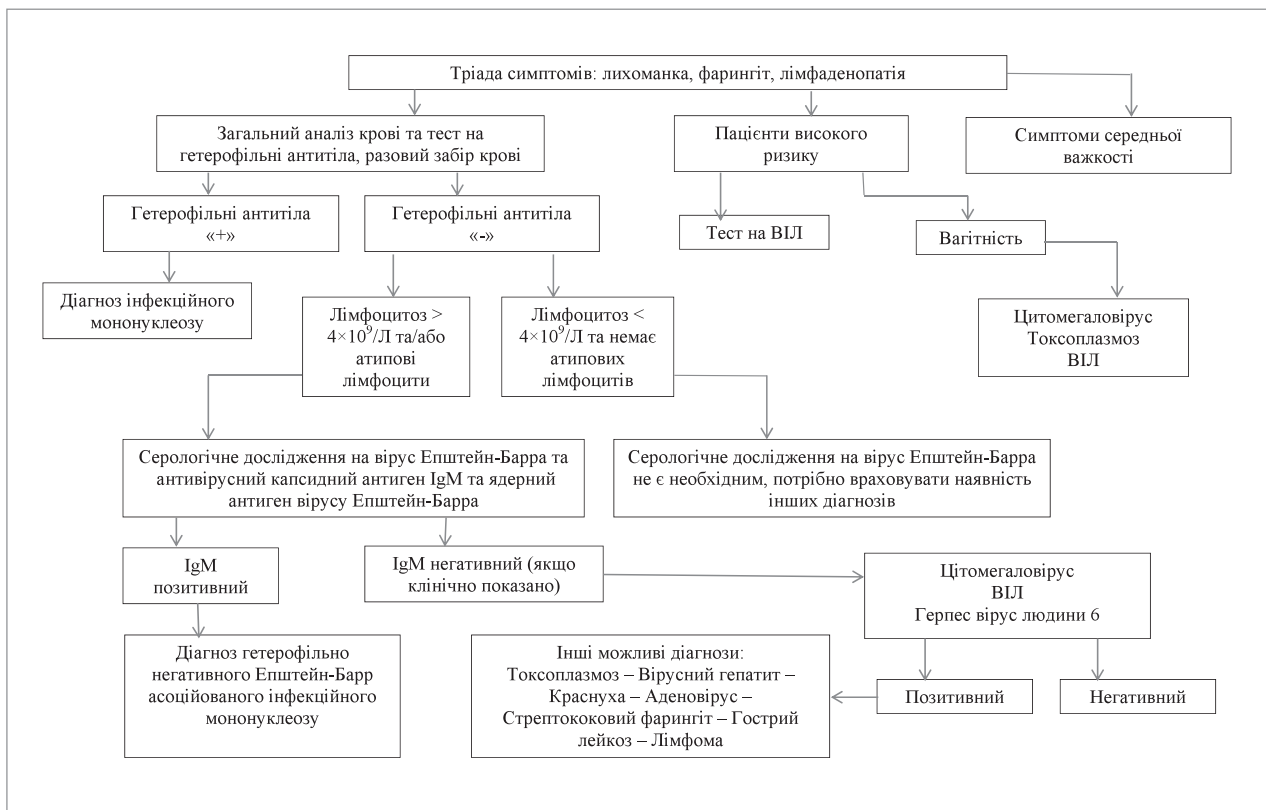 Тріада симптомів: лихоманка, фарингіт, лімфаденопатія
Загальний аналіз крові та тест на
гетерофільні антитіла, разовий забір крові
Пацієнти високого
ризику
Симптоми середньої
важкості
Гетерофільні антитіла
«+»
Гетерофільні антитіла
«-»
Тест на ВІЛ
Вагітність
Діагноз інфекційного
мононуклеозу
Лімфоцитоз >
4×10⁹/Л та/або
атипові
лімфоцити
Лімфоцитоз <
4×10⁹/Л та немає
атипових
лімфоцитів
Цитомегаловірус
Токсоплазмоз
ВІЛ
Серологічне дослідження на вірус Епштейн-Барра та
антивірусний капсидний антиген IgM та ядерний
антиген вірусу Епштейн-Барра
Серологічне дослідження на вірус Епштейн-Барра
не є необхідним, потрібно враховувати наявність
інших діагнозів
IgM
позитивний
IgM негативний (якщо
клінічно показано)
Цітомегаловірус
ВІЛ
Герпес вірус людини 6
Діагноз гетерофільно
негативного Епштейн-Барр
асоційованого інфекційного
мононуклеозу
Інші можливі діагнози:
Токсоплазмоз – Вірусний гепатит –
Краснуха – Аденовірус –
Стрептококовий фарингіт – Гострий
лейкоз – Лімфома
Позитивний
Негативний